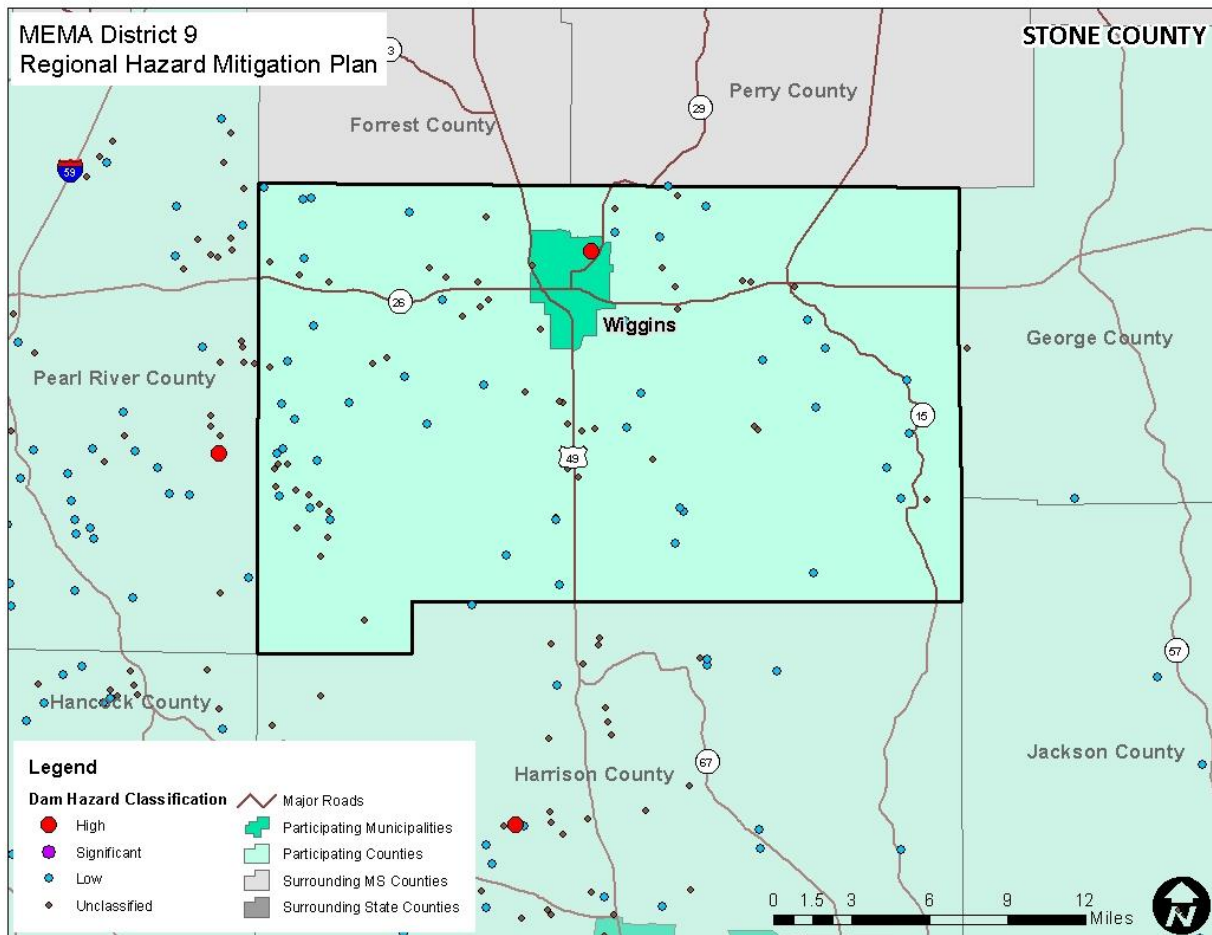 MEMA District 9
Regional Hazard Mitigation Plan
STONE COUNTY
3
29
Perry County
Forrest County
59
26
Wiggins
George County
Pearl River County
15
49
57
Hancock County
Harrison County
67
Jackson County
Legend
Dam Hazard Classification
High
Significant
Low
Unclassified
Major Roads
Participating Municipalities
Participating Counties
Surrounding MS Counties
Surrounding State Counties
0 1.5 3 6 9 12
Miles
N